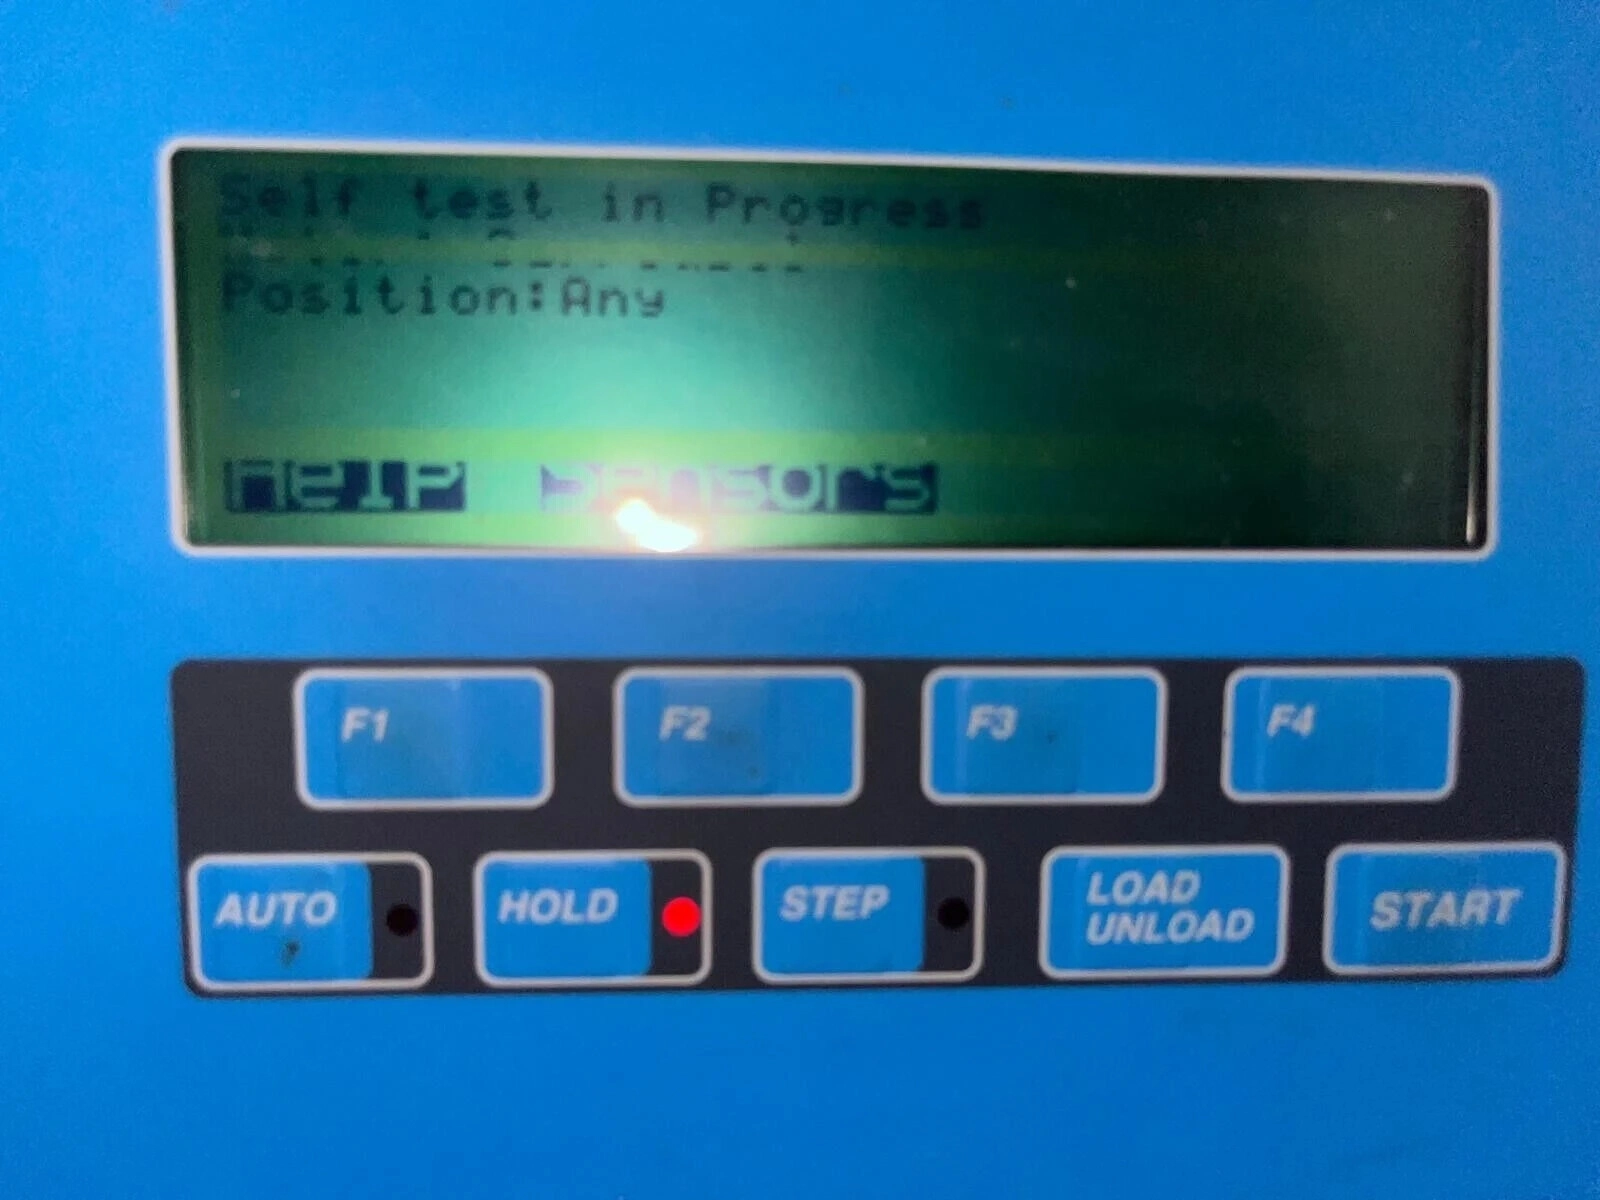 Self test in Progress
Position:Any
Help Sensors
F1 F2 F3 F4
AUTO HOLD STEP LOAD UNLOAD START